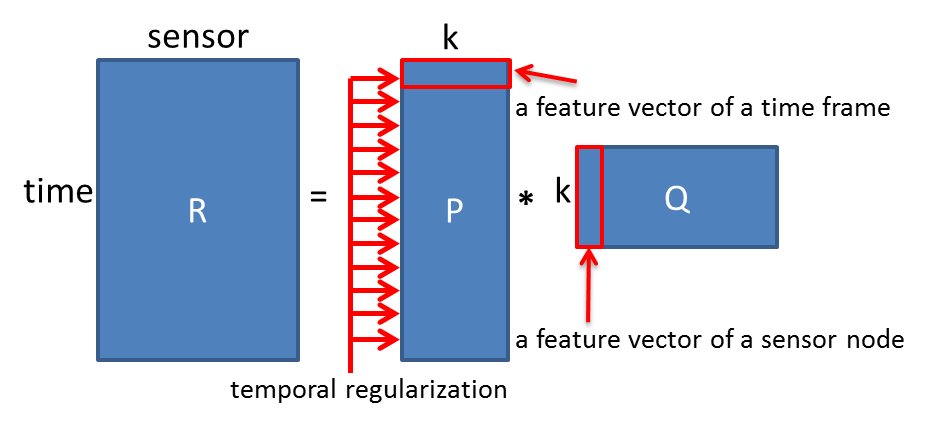 sensor
k
a feature vector of a time frame
time
R
=
P
*
k
Q
a feature vector of a sensor node
temporal regularization